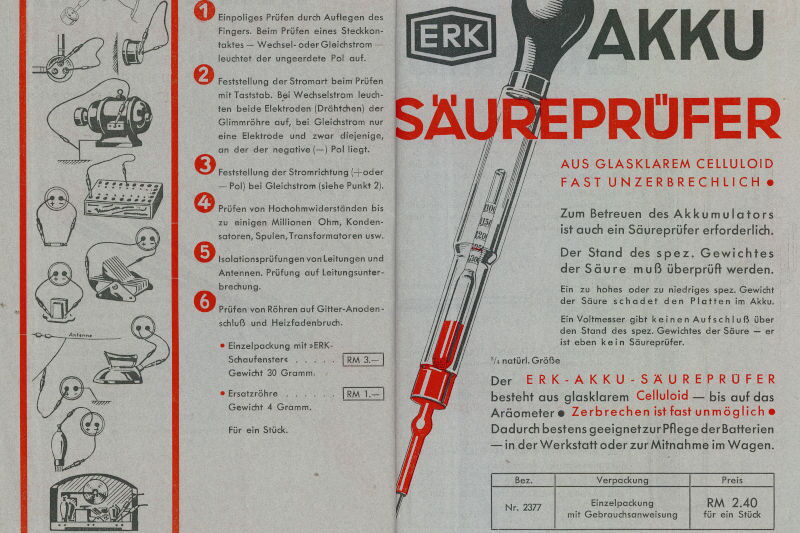 1 Einpoliges Prüfen durch Auflegen des
Fingers. Beim Prüfen eines Steckkon-
taktes — Wechsel- oder Gleichstrom —
leuchtet der ungeerdete Pol auf.
2 Feststellung der Stromart beim Prüfen
mit Taststab. Bei Wechselstrom leuch-
ten beide Elektroden (Drähtchen) der
Glimmröhre auf, bei Gleichstrom nur
eine Elektrode und zwar diejenige,
an der der negative (—) Pol liegt.
3 Feststellung der Stromrichtung (+ oder
— Pol) bei Gleichstrom (siehe Punkt 2).
4 Prüfen von Hochohmwiderständen bis
zu einigen Millionen Ohm, Konden-
satoren, Spulen, Transformatoren usw.
5 Isolationsprüfungen von Leitungen und
Antennen. Prüfung auf Leitungsunter-
brechung.
6 Prüfen von Röhren auf Gitter-Anoden-
schluß und Heizfadenbruch.
• Einzelpackung mit »ERK-
Schaufenster« . . . . . RM 3.—
Gewicht 30 Gramm.
• Ersatzröhre . . . . . . RM 1.—
Gewicht 4 Gramm.
Für ein Stück.
Antenne
ERK AKKU
SÄUREPRÜFER
AUS GLASKLAREM CELLULOID
FAST UNZERBRECHLICH •
Zum Betreuen des Akkumulators
ist auch ein Säureprüfer erforderlich.
Der Stand des spez. Gewichtes
der Säure muß überprüft werden.
Ein zu hohes oder zu niedriges spez. Gewicht
der Säure schadet den Platten im Akku.
Ein Voltmesser gibt keinen Aufschluß über
den Stand des spez. Gewichtes der Säure — er
ist eben kein Säureprüfer.
natürl. Größe
Der ERK-AKKU-SÄUREPRÜFER
besteht aus glasklarem Celluloid — bis auf das
Aräometer • Zerbrechen ist fast unmöglich •
Dadurch bestens geeignet zur Pflege der Batterien
— in der Werkstatt oder zur Mitnahme im Wagen.
Bez. Verpackung Preis
Nr. 2377 Einzelpackung mit Gebrauchsanweisung RM 2.40 für ein Stück